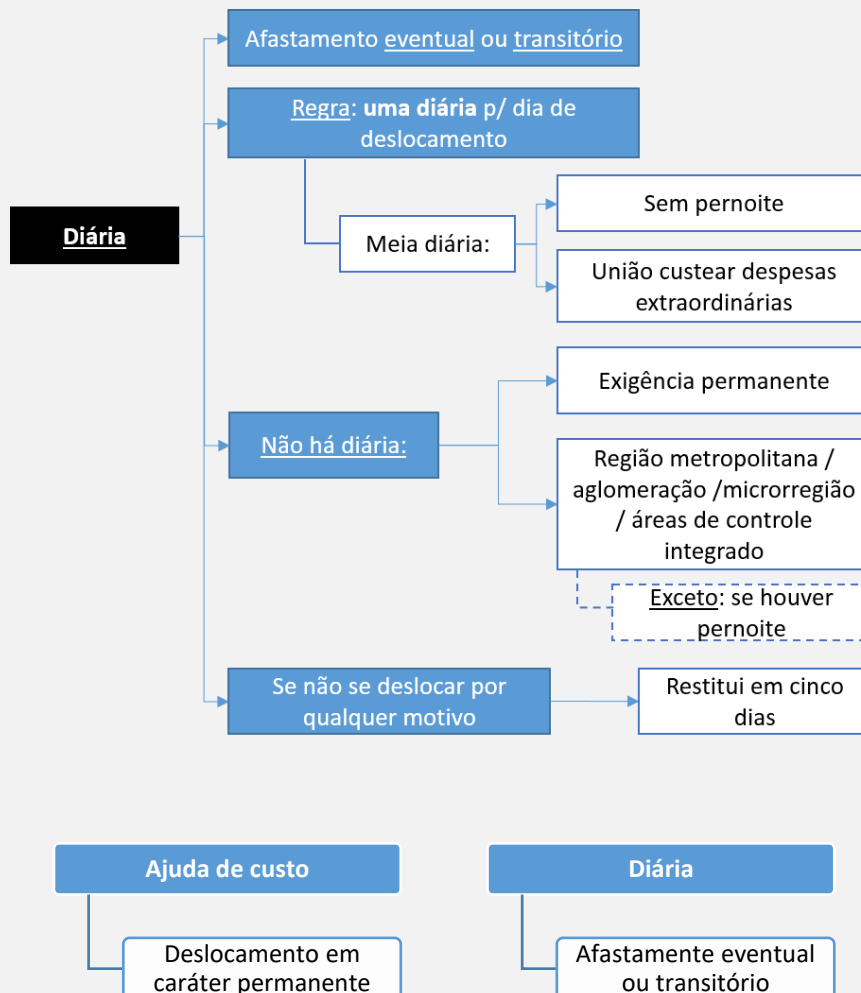 Afastamento eventual ou transitório
Regra: uma diária p/ dia de
deslocamento
Diária
Meia diária:
Sem pernoite
União custear despesas
extraordinárias
Não há diária:
Exigência permanente
Região metropolitana /
aglomeração /microrregião
/ áreas de controle
integrado
Exceto: se houver
pernoite
Se não se deslocar por
qualquer motivo
Restitui em cinco
dias
Ajuda de custo
Deslocamento em
caráter permanente
Diária
Afastamente eventual
ou transitório